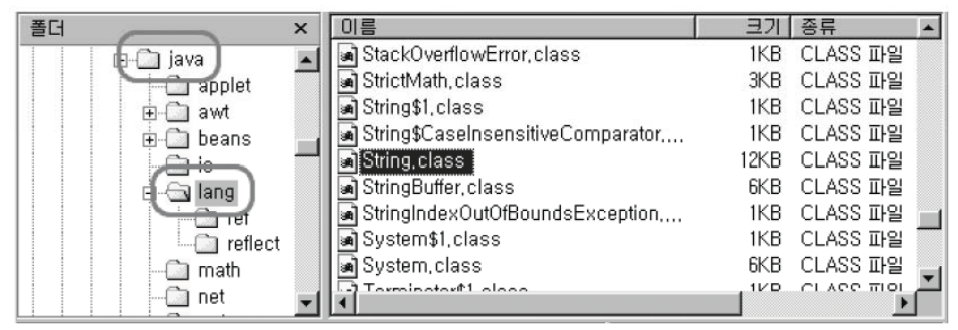 폴더
java
applet
awt
beans
io
lang
ref
reflect
math
net
이름 크기 종류
StackOverflowError.class 1KB CLASS 파일
StrictMath.class 3KB CLASS 파일
String$1.class 1KB CLASS 파일
String$CaseInsensitiveComparator.... 1KB CLASS 파일
String.class 12KB CLASS 파일
StringBuffer.class 6KB CLASS 파일
StringIndexOutOfBoundsException.... 1KB CLASS 파일
System$1.class 1KB CLASS 파일
System.class 6KB CLASS 파일
Terminator$1.class 1KB CLASS 파일